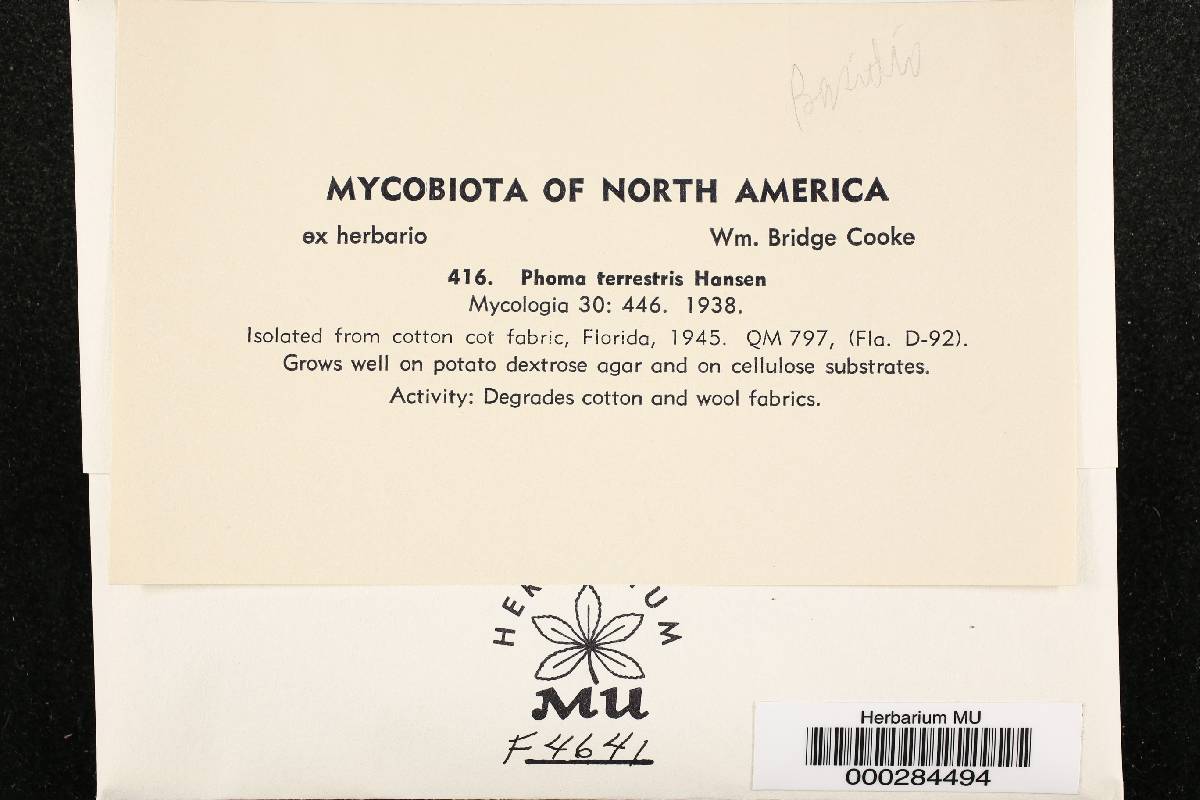 Basidio
MYCOBIOTA OF NORTH AMERICA
ex herbario Wm. Bridge Cooke
416. Phoma terrestris Hansen
Mycologia 30: 446. 1938.
Isolated from cotton cot fabric, Florida, 1945. QM 797, (Fla. D-92).
Grows well on potato dextrose agar and on cellulose substrates.
Activity: Degrades cotton and wool fabrics.
MU
F4641
Herbarium MU
000284494